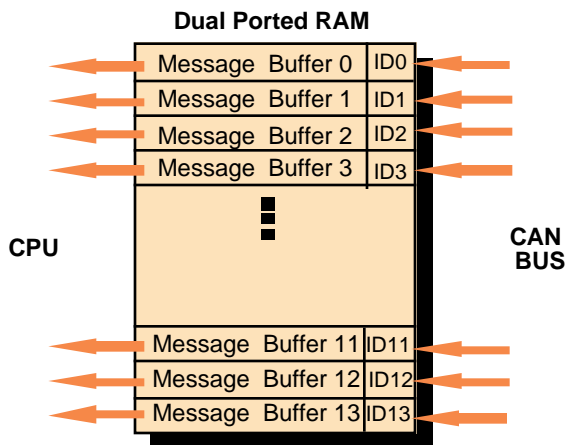 Dual Ported RAM
Message Buffer 0 ID0
Message Buffer 1 ID1
Message Buffer 2 ID2
Message Buffer 3 ID3
CPU
CAN
BUS
Message Buffer 11 ID11
Message Buffer 12 ID12
Message Buffer 13 ID13